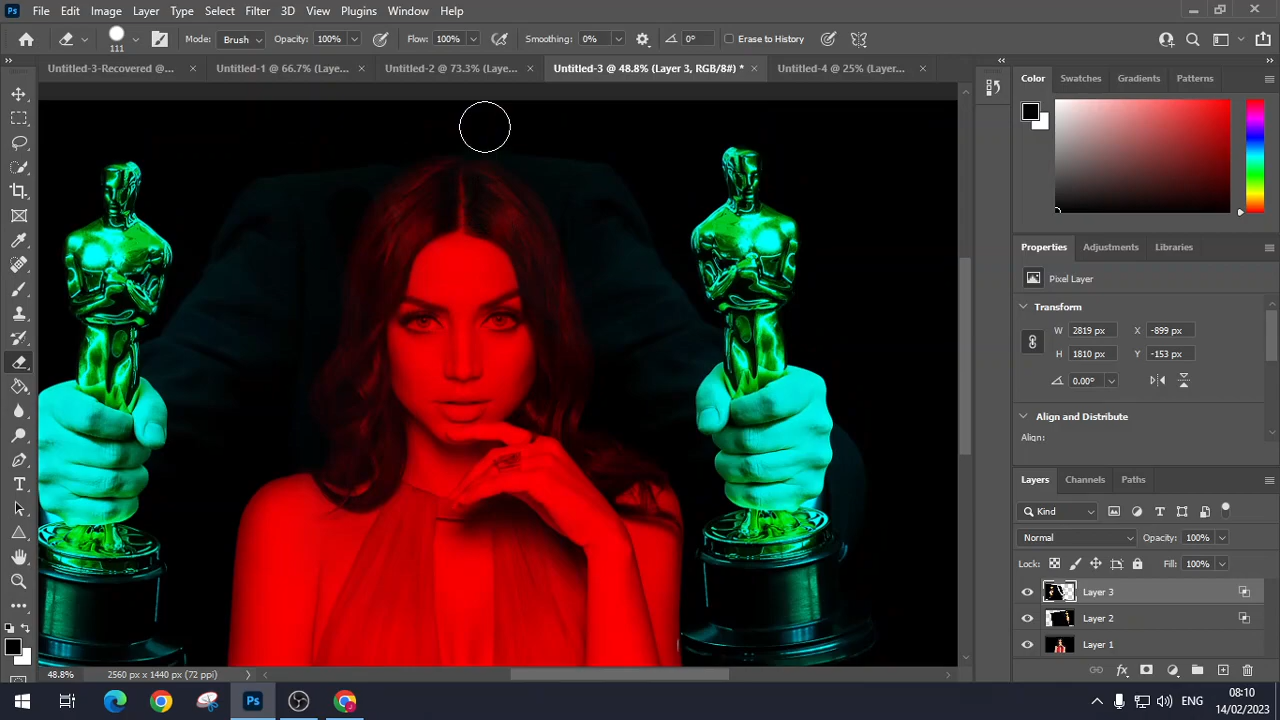 Ps File Edit Image Layer Type Select Filter 3D View Plugins Window Help
111 Mode: Brush Opacity: 100% Flow: 100% Smoothing: 0% 0° Erase to History
Untitled-3-Recovered @... × Untitled-1 @ 66.7% (Laye... × Untitled-2 @ 73.3% (Laye... × Untitled-3 @ 48.8% (Layer 3, RGB/8#) * × Untitled-4 @ 25% (Layer... ×
Color Swatches Gradients Patterns
Properties Adjustments Libraries
Pixel Layer
Transform
W 2819 px X -899 px
H 1810 px Y -153 px
0.00°
Align and Distribute
Align:
Layers Channels Paths
Kind
Normal Opacity: 100%
Lock: Fill: 100%
Layer 3
Layer 2
Layer 1
48.8% 2560 px x 1440 px (72 ppi)
Ps ENG 08:10
14/02/2023